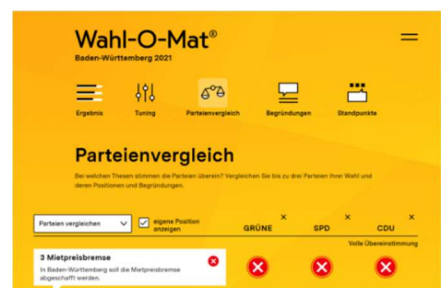 Wahl-O-Mat®
Baden-Württemberg 2021
Ergebnis Tuning Parteienvergleich Begründungen Standpunkte
Parteienvergleich
Bei welchen Thesen stimmen die Parteien überein? Vergleichen Sie bis zu drei Parteien Ihrer Wahl und
deren Positionen und Begründungen.
Parteien vergleichen
eigene Position
anzeigen
GRÜNE SPD CDU
Volle Übereinstimmung
3 Mietpreisbremse
In Baden-Württemberg soll die Mietpreisbremse
abgeschafft werden.